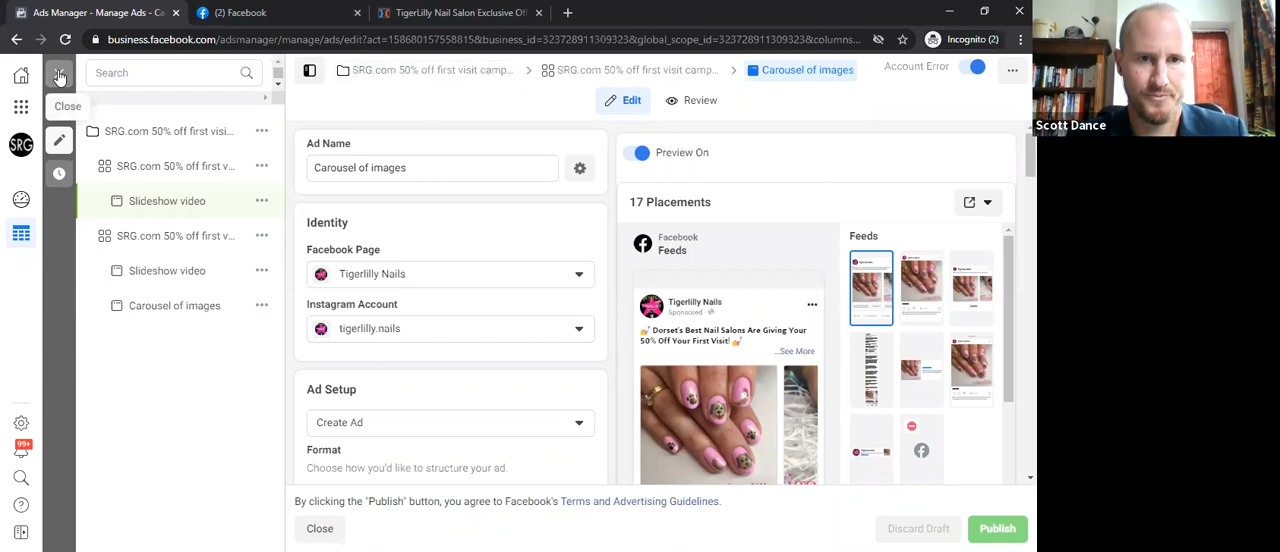 Ads Manager - Manage Ads - Ca
(2) Facebook
TigerLilly Nail Salon Exclusive Off
business.facebook.com/adsmanager/manage/ads/edit?act=158680157558815&business_id=323728911309323&global_scope_id=323728911309323&columns...
Incognito (2)
Search
SRG.com 50% off first visit camp...
SRG.com 50% off first visit camp...
Carousel of images
Account Error
Scott Dance
Close
Edit
Review
SRG
SRG.com 50% off first visi...
SRG.com 50% off first v...
Slideshow video
SRG.com 50% off first v...
Slideshow video
Carousel of images
99+
Ad Name
Carousel of images
Identity
Facebook Page
Tigerlilly Nails
Instagram Account
tigerlilly.nails
Ad Setup
Create Ad
Format
Choose how you'd like to structure your ad.
Preview On
17 Placements
Facebook
Feeds
Tigerlilly Nails
Sponsored
Dorset's Best Nail Salons Are Giving Your
50% Off Your First Visit!
...See More
Feeds
By clicking the "Publish" button, you agree to Facebook's Terms and Advertising Guidelines.
Close
Discard Draft
Publish